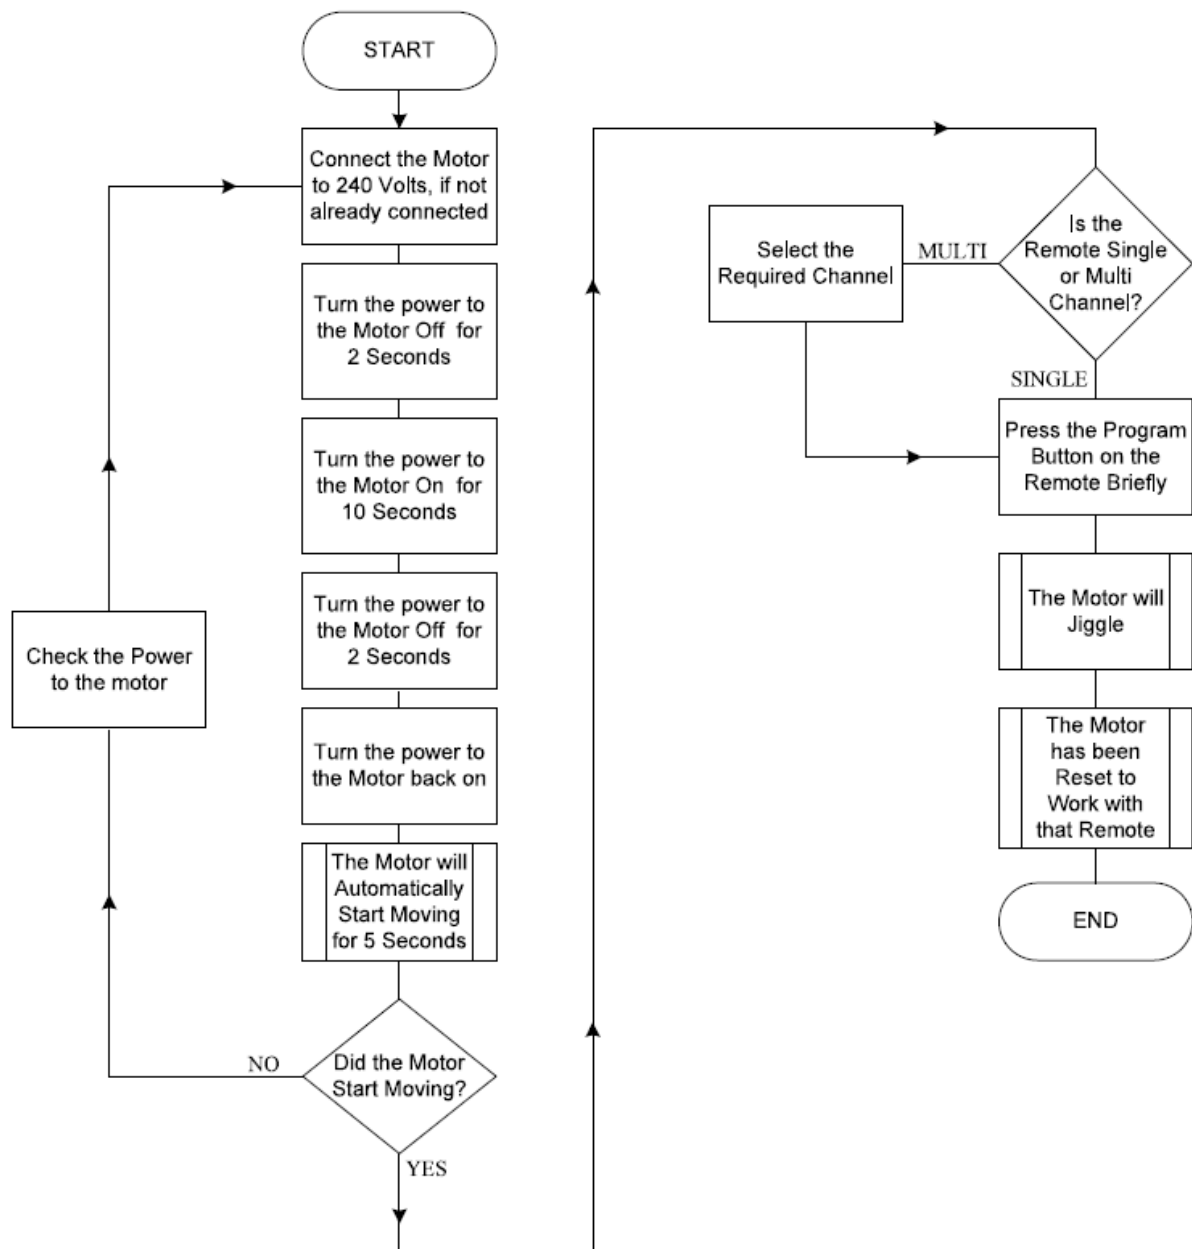 START
Connect the Motor
to 240 Volts, if not
already connected
Turn the power to
the Motor Off for
2 Seconds
Turn the power to
the Motor On for
10 Seconds
Turn the power to
the Motor Off for
2 Seconds
Turn the power to
the Motor back on
The Motor will
Automatically
Start Moving
for 5 Seconds
Did the Motor
Start Moving?
NO
YES
Check the Power
to the motor
Is the
Remote Single
or Multi
Channel?
MULTI
SINGLE
Select the
Required Channel
Press the Program
Button on the
Remote Briefly
The Motor will
Jiggle
The Motor
has been
Reset to
Work with
that Remote
END